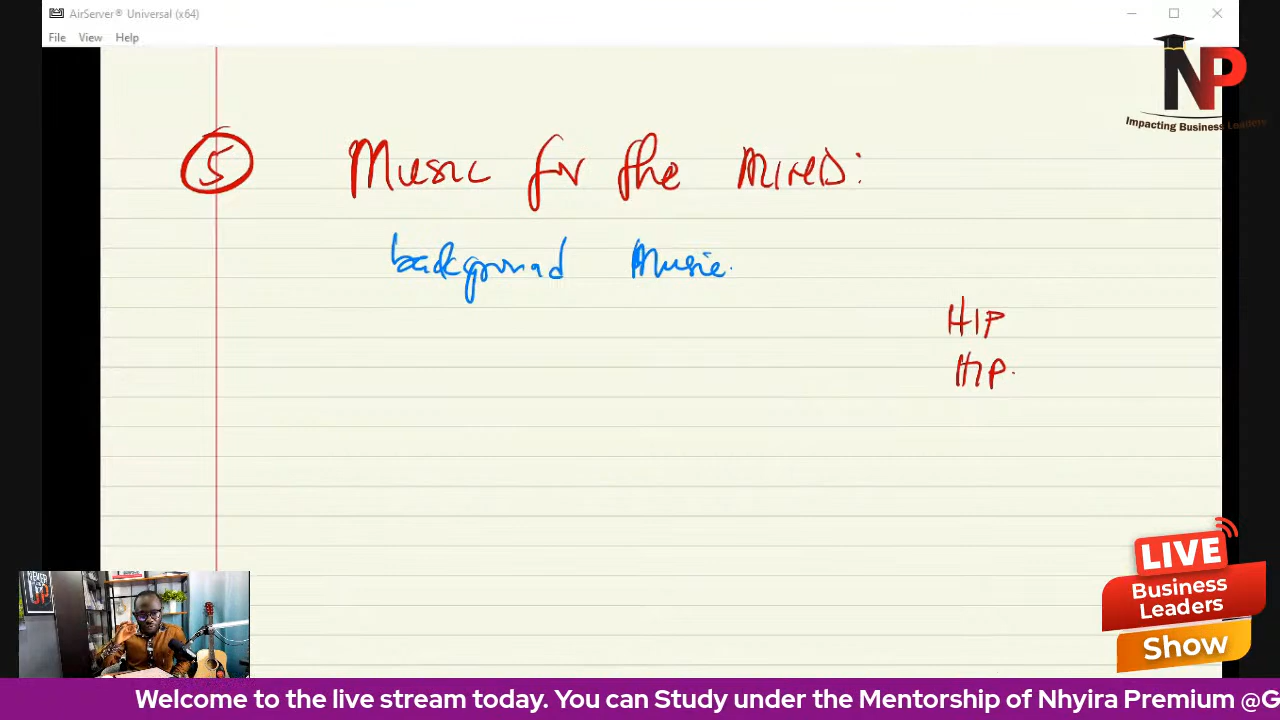 AirServer® Universal (x64)
File View Help
NP
Impacting Business Leaders
5 Music for the MIND:
background Music.
HIP
HIP.
LIVE
Business
Leaders
Show
Welcome to the live stream today. You can Study under the Mentorship of Nhyira Premium @G